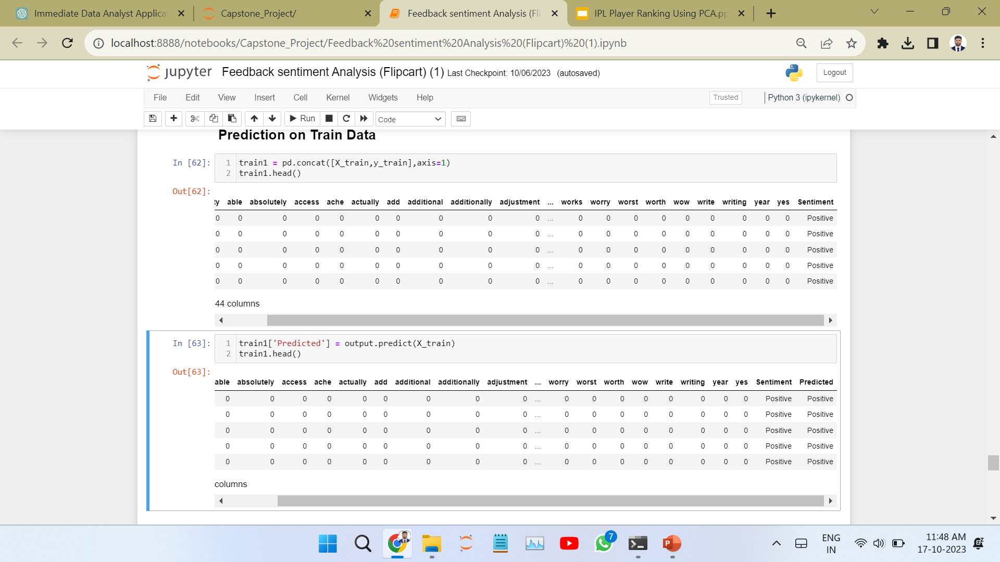 Immediate Data Analyst Applicat
Capstone_Project/
Feedback sentiment Analysis (Fli
IPL Player Ranking Using PCA.pp
localhost:8888/notebooks/Capstone_Project/Feedback%20sentiment%20Analysis%20(Flipcart)%20(1).ipynb
jupyter Feedback sentiment Analysis (Flipcart) (1) Last Checkpoint: 10/06/2023 (autosaved)
Logout
File Edit View Insert Cell Kernel Widgets Help
Trusted
Python 3 (ipykernel)
Run
Code
Prediction on Train Data
In [62]:
1 train1 = pd.concat([X_train,y_train],axis=1)
2 train1.head()
Out[62]:
ty able absolutely access ache actually add additional additionally adjustment ... works worry worst worth wow write writing year yes Sentiment
0 0 0 0 0 0 0 0 0 0 ... 0 0 0 0 0 0 0 0 0 Positive
0 0 0 0 0 0 0 0 0 0 ... 0 0 0 0 0 0 0 0 0 Positive
0 0 0 0 0 0 0 0 0 0 ... 0 0 0 0 0 0 0 0 0 Positive
0 0 0 0 0 0 0 0 0 0 ... 0 0 0 0 0 0 0 0 0 Positive
0 0 0 0 0 0 0 0 0 0 ... 0 0 0 0 0 0 0 0 0 Positive
44 columns
In [63]:
1 train1['Predicted'] = output.predict(X_train)
2 train1.head()
Out[63]:
able absolutely access ache actually add additional additionally adjustment ... worry worst worth wow write writing year yes Sentiment Predicted
0 0 0 0 0 0 0 0 0 ... 0 0 0 0 0 0 0 0 Positive Positive
0 0 0 0 0 0 0 0 0 ... 0 0 0 0 0 0 0 0 Positive Positive
0 0 0 0 0 0 0 0 0 ... 0 0 0 0 0 0 0 0 Positive Positive
0 0 0 0 0 0 0 0 0 ... 0 0 0 0 0 0 0 0 Positive Positive
0 0 0 0 0 0 0 0 0 ... 0 0 0 0 0 0 0 0 Positive Positive
columns
7
P
ENG
IN
11:48 AM
17-10-2023